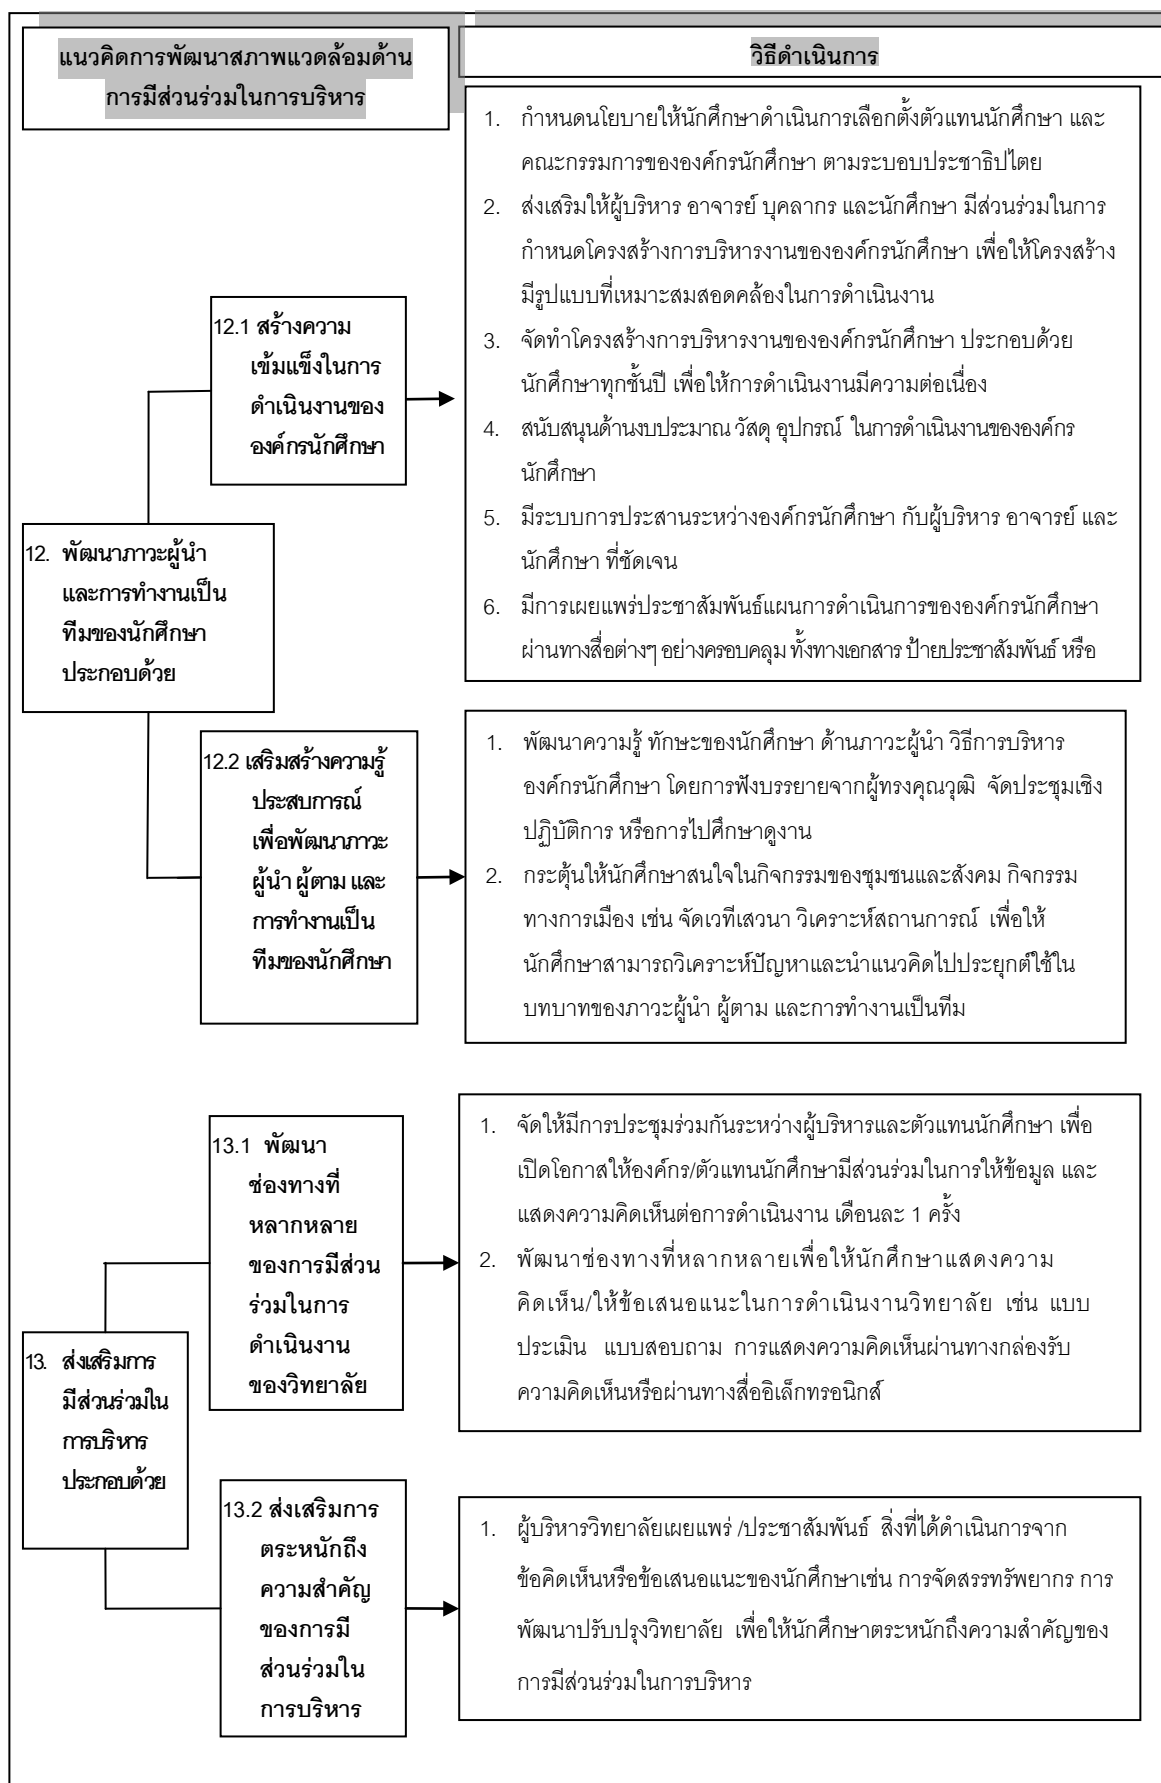 แนวคิดการพัฒนาสภาพแวดล้อมด้าน
การมีส่วนร่วมในการบริหาร
วิธีดำเนินการ
12. พัฒนาภาวะผู้นำ
และการทำงานเป็น
ทีมของนักศึกษา
ประกอบด้วย
12.1 สร้างความ
เข้มแข็งในการ
ดำเนินงานของ
องค์กรนักศึกษา
1. กำหนดนโยบายให้นักศึกษาดำเนินการเลือกตั้งตัวแทนนักศึกษา และ
คณะกรรมการขององค์กรนักศึกษา ตามระบอบประชาธิปไตย
2. ส่งเสริมให้ผู้บริหาร อาจารย์ บุคลากร และนักศึกษา มีส่วนร่วมในการ
กำหนดโครงสร้างการบริหารงานขององค์กรนักศึกษา เพื่อให้โครงสร้าง
มีรูปแบบที่เหมาะสมสอดคล้องในการดำเนินงาน
3. จัดทำโครงสร้างการบริหารงานขององค์กรนักศึกษา ประกอบด้วย
นักศึกษาทุกชั้นปี เพื่อให้การดำเนินงานมีความต่อเนื่อง
4. สนับสนุนด้านงบประมาณ วัสดุ อุปกรณ์ ในการดำเนินงานขององค์กร
นักศึกษา
5. มีระบบการประสานระหว่างองค์กรนักศึกษา กับผู้บริหาร อาจารย์ และ
นักศึกษา ที่ชัดเจน
6. มีการเผยแพร่ประชาสัมพันธ์แผนการดำเนินการขององค์กรนักศึกษา
ผ่านทางสื่อต่างๆ อย่างครอบคลุม ทั้งทางเอกสาร ป้ายประชาสัมพันธ์ หรือ
12.2 เสริมสร้างความรู้
ประสบการณ์
เพื่อพัฒนาภาวะ
ผู้นำ ผู้ตาม และ
การทำงานเป็น
ทีมของนักศึกษา
1. พัฒนาความรู้ ทักษะของนักศึกษา ด้านภาวะผู้นำ วิธีการบริหาร
องค์กรนักศึกษา โดยการฟังบรรยายจากผู้ทรงคุณวุฒิ จัดประชุมเชิง
ปฏิบัติการ หรือการไปศึกษาดูงาน
2. กระตุ้นให้นักศึกษาสนใจในกิจกรรมของชุมชนและสังคม กิจกรรม
ทางการเมือง เช่น จัดเวทีเสวนา วิเคราะห์สถานการณ์ เพื่อให้
นักศึกษาสามารถวิเคราะห์ปัญหาและนำแนวคิดไปประยุกต์ใช้ใน
บทบาทของภาวะผู้นำ ผู้ตาม และการทำงานเป็นทีม
13. ส่งเสริมการ
มีส่วนร่วมใน
การบริหาร
ประกอบด้วย
13.1 พัฒนา
ช่องทางที่
หลากหลาย
ของการมีส่วน
ร่วมในการ
ดำเนินงาน
ของวิทยาลัย
1. จัดให้มีการประชุมร่วมกันระหว่างผู้บริหารและตัวแทนนักศึกษา เพื่อ
เปิดโอกาสให้องค์กร/ตัวแทนนักศึกษามีส่วนร่วมในการให้ข้อมูล และ
แสดงความคิดเห็นต่อการดำเนินงาน เดือนละ 1 ครั้ง
2. พัฒนาช่องทางที่หลากหลายเพื่อให้นักศึกษาแสดงความ
คิดเห็น/ให้ข้อเสนอแนะในการดำเนินงานวิทยาลัย เช่น แบบ
ประเมิน แบบสอบถาม การแสดงความคิดเห็นผ่านทางกล่องรับ
ความคิดเห็นหรือผ่านทางสื่ออิเล็กทรอนิกส์
13.2 ส่งเสริมการ
ตระหนักถึง
ความสำคัญ
ของการมี
ส่วนร่วมใน
การบริหาร
1. ผู้บริหารวิทยาลัยเผยแพร่ /ประชาสัมพันธ์ สิ่งที่ได้ดำเนินการจาก
ข้อคิดเห็นหรือข้อเสนอแนะของนักศึกษาเช่น การจัดสรรทรัพยากร การ
พัฒนาปรับปรุงวิทยาลัย เพื่อให้นักศึกษาตระหนักถึงความสำคัญของ
การมีส่วนร่วมในการบริหาร